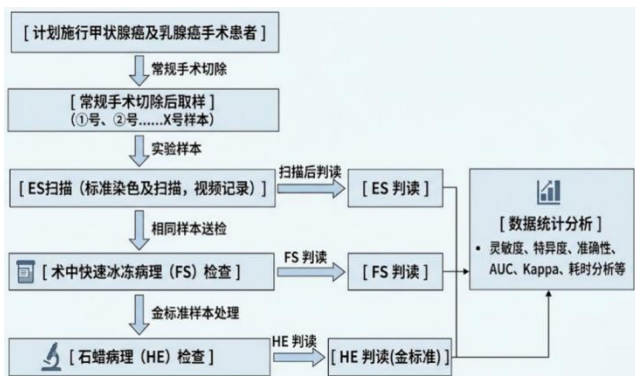 [ 计划施行甲状腺癌及乳腺癌手术患者 ]
常规手术切除
[ 常规手术切除后取样 ]
(①号、②号......X号样本)
实验样本
[ ES扫描（标准染色及扫描，视频记录）]
扫描后判读
[ ES 判读 ]
相同样本送检
[ 术中快速冰冻病理（FS）检查 ]
FS 判读
[ FS 判读 ]
金标准样本处理
[ 石蜡病理（HE）检查 ]
HE 判读
[ HE 判读(金标准) ]
[ 数据统计分析 ]
• 灵敏度、特异度、准确性、
AUC、Kappa、耗时分析等